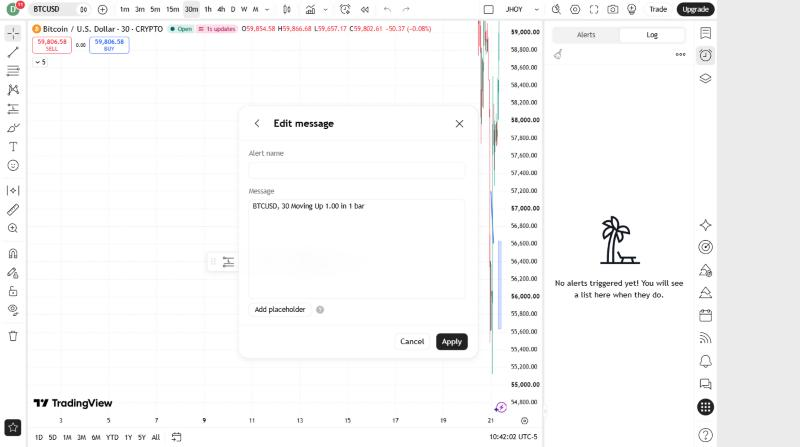 D 11 BTCUSD 1m 3m 5m 15m 30m 1h 4h D W M JHOY Trade Upgrade
Bitcoin / U.S. Dollar · 30 · CRYPTO Open 1s updates O59,854.58 H59,866.68 L59,657.17 C59,802.61 -50.37 (-0.08%)
59,806.58
SELL
0.00
59,806.58
BUY
5
Edit message
Alert name
Message
BTCUSD, 30 Moving Up 1.00 in 1 bar
Add placeholder ?
Cancel Apply
59,000.00
58,800.00
58,600.00
58,400.00
58,200.00
58,000.00
57,800.00
57,600.00
57,400.00
57,200.00
57,000.00
56,800.00
56,600.00
56,400.00
56,200.00
56,000.00
55,800.00
55,600.00
55,400.00
55,200.00
55,000.00
54,800.00
Alerts Log
No alerts triggered yet! You will see
a list here when they do.
TradingView
3 5 7 9 11 13 15 17 19 21
1D 5D 1M 3M 6M YTD 1Y 5Y All 10:42:02 UTC-5